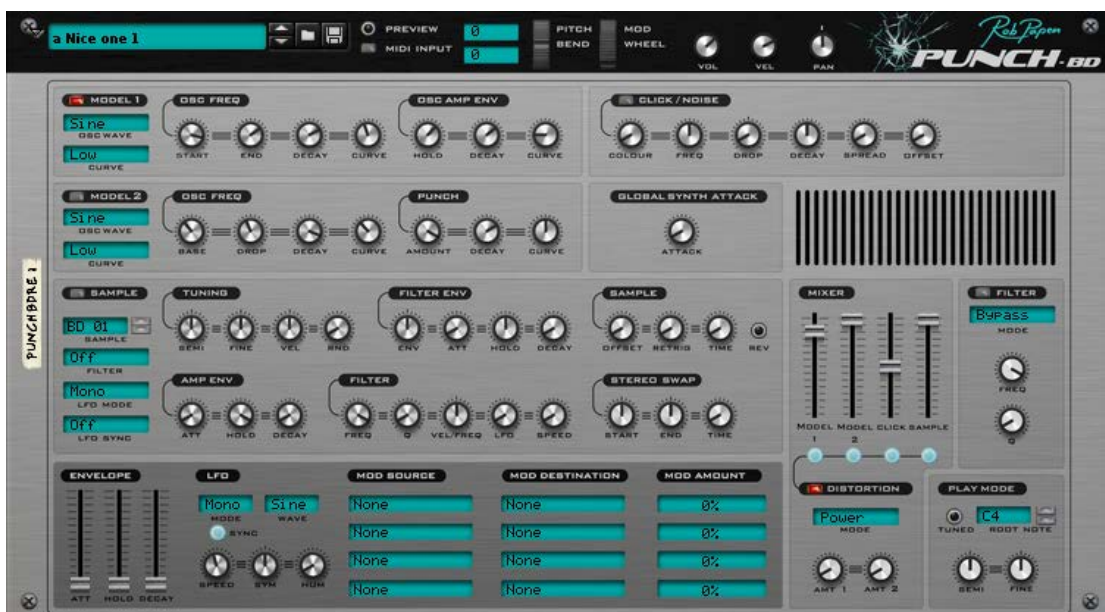 a Nice one 1
PREVIEW 0
MIDI INPUT 0
PITCH BEND
MOD WHEEL
VOL VEL PAN
Rob Papen
PUNCH-BD
MODEL 1
Sine
OSC WAVE
Low
CURVE
OSC FREQ
START END DECAY CURVE
OSC AMP ENV
HOLD DECAY CURVE
CLICK / NOISE
COLOUR FREQ DROP DECAY SPREAD OFFSET
MODEL 2
Sine
OSC WAVE
Low
CURVE
OSC FREQ
BASE DROP DECAY CURVE
PUNCH
AMOUNT DECAY CURVE
GLOBAL SYNTH ATTACK
ATTACK
PUNCHBDRE 1
SAMPLE
BD 01
SAMPLE
Off
FILTER
Mono
LFO MODE
Off
LFO SYNC
TUNING
SEMI FINE VEL RND
FILTER ENV
ENV ATT HOLD DECAY
SAMPLE
OFFSET RETRIG TIME REV
AMP ENV
ATT HOLD DECAY
FILTER
FREQ Q VEL/FREQ LFO SPEED
STEREO SWAP
START END TIME
MIXER
MODEL 1 MODEL 2 CLICK SAMPLE
FILTER
Bypass
MODE
FREQ
Q
ENVELOPE
ATT HOLD DECAY
LFO
Mono Sine
MODE WAVE
SYNC
SPEED SYM HUM
MOD SOURCE MOD DESTINATION MOD AMOUNT
None None 0%
None None 0%
None None 0%
None None 0%
DISTORTION
Power
MODE
AMT 1 AMT 2
PLAY MODE
C4
TUNED ROOT NOTE
SEMI FINE